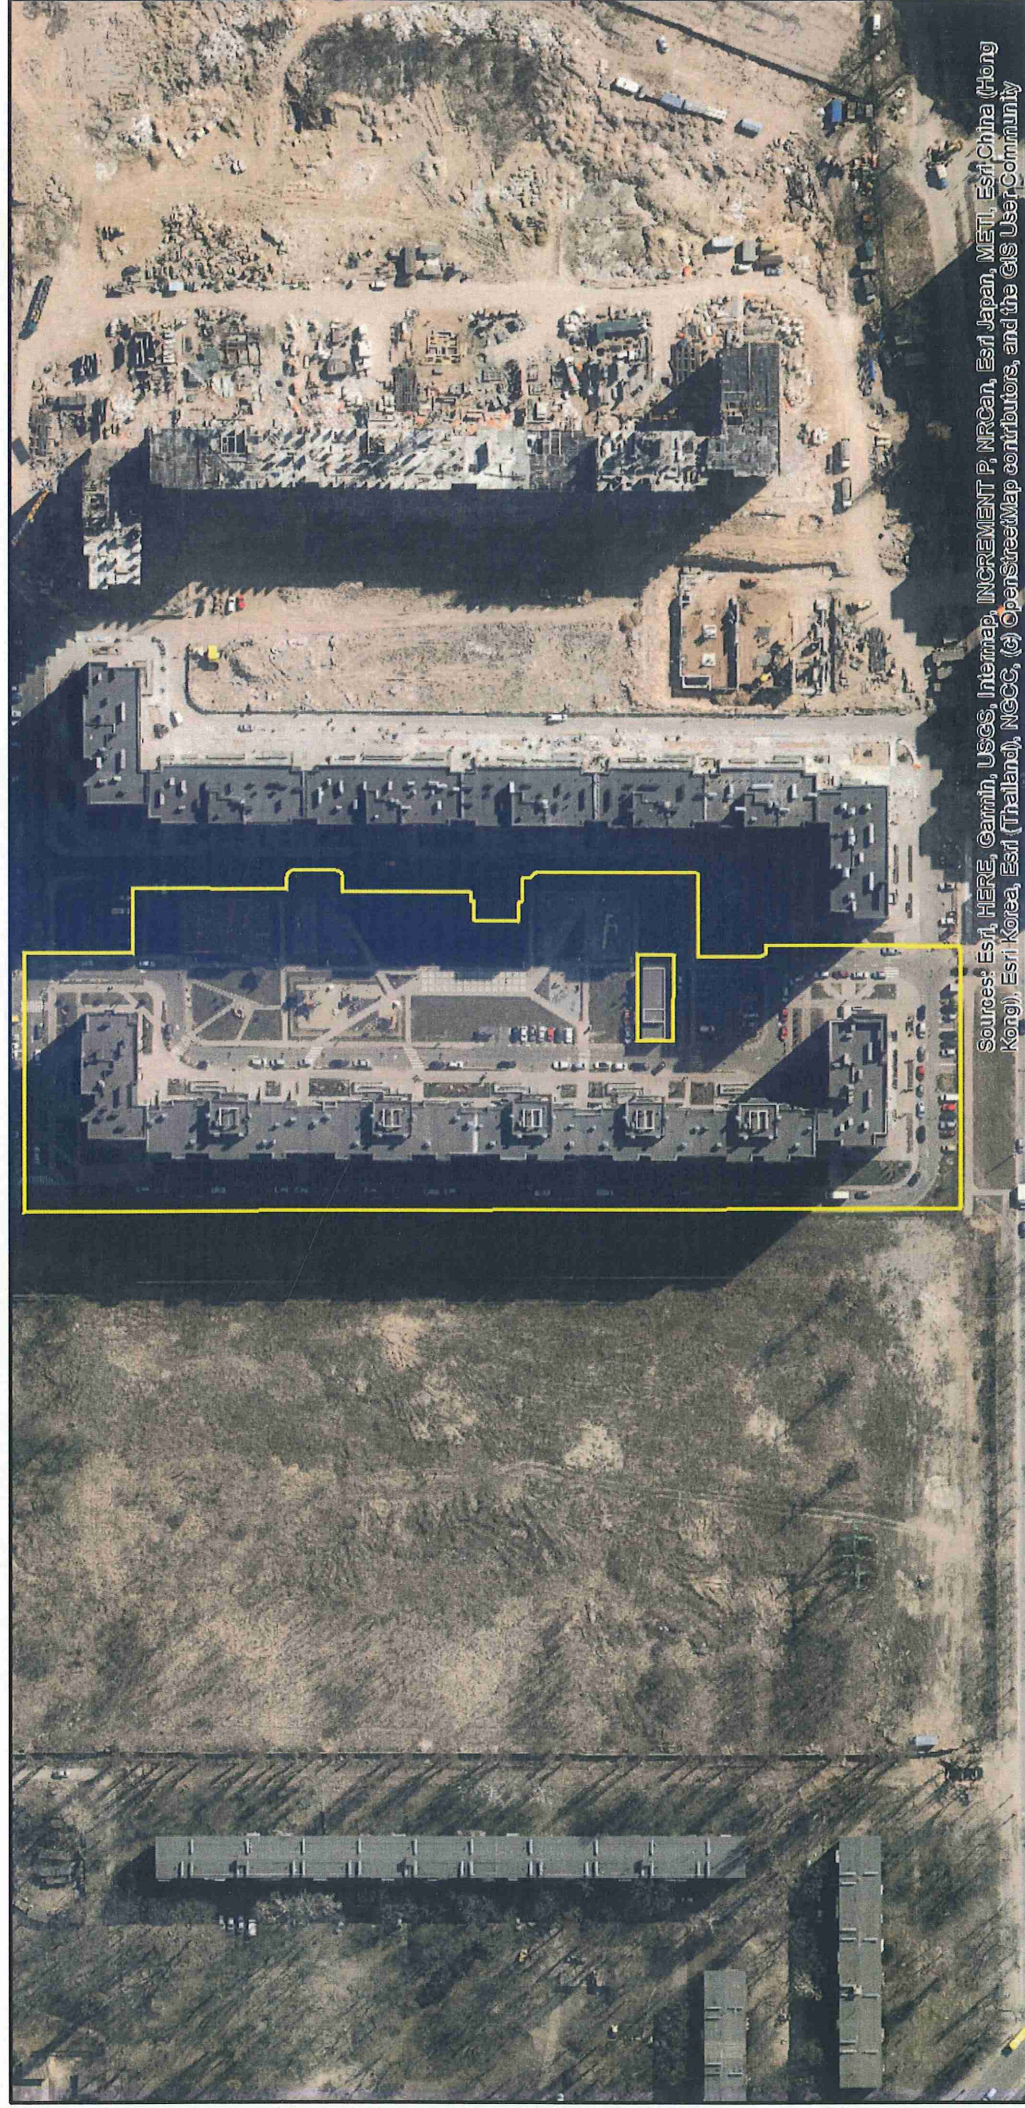 Sources: Esri, HERE, Garmin, USGS, Intermap, INCREMENT P, NRCan, Esri Japan, METI, Esri China (Hong
Kong), Esri Korea, Esri (Thailand), NGCC, (c) OpenStreetMap contributors, and the GIS User Community